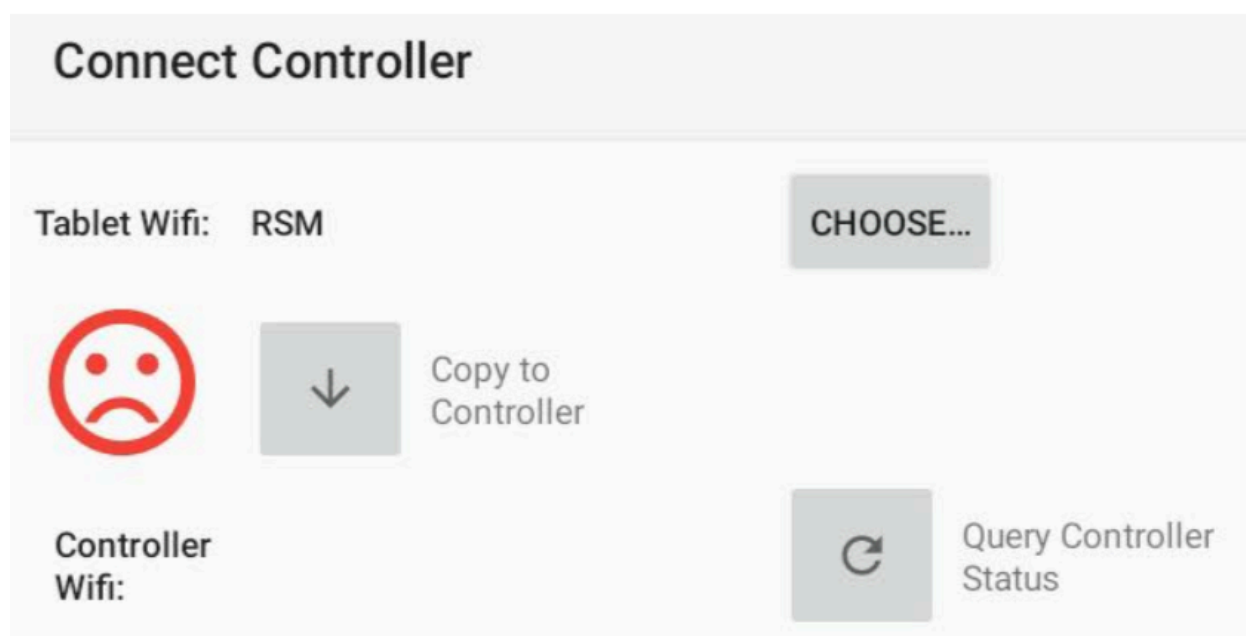 Connect Controller
Tablet Wifi: RSM CHOOSE...
Copy to
Controller
Controller
Wifi:
Query Controller
Status